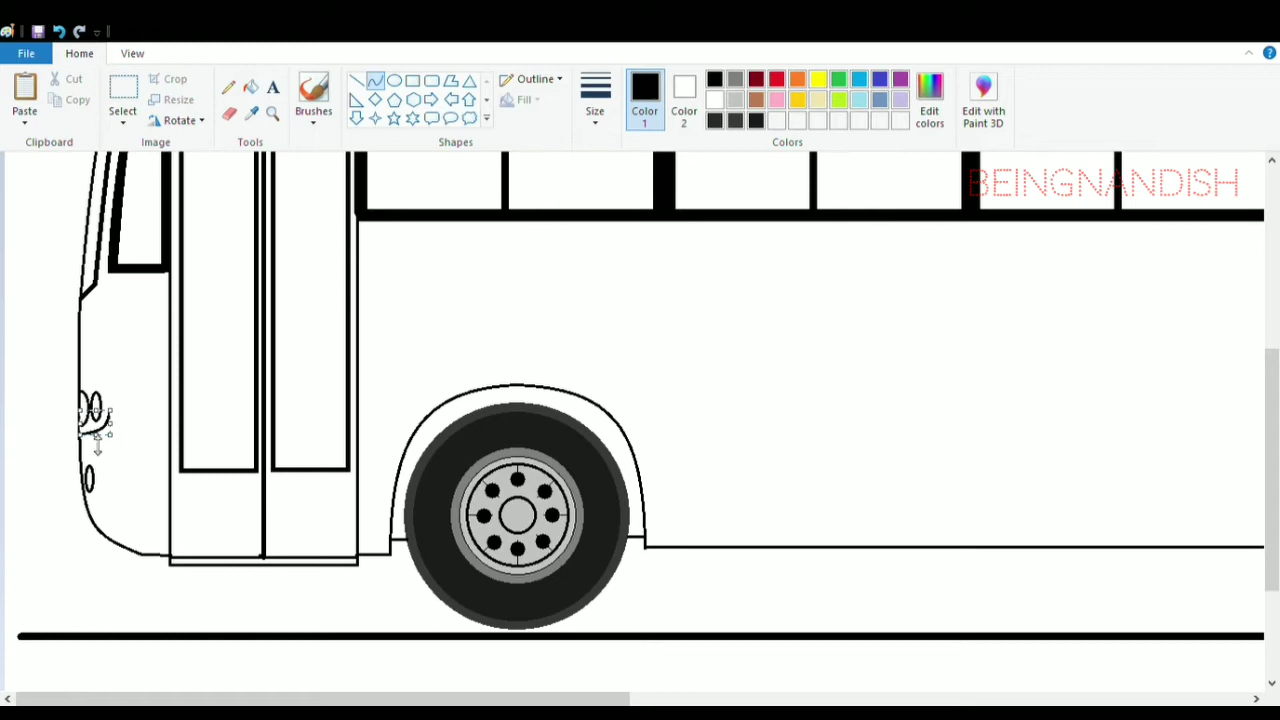 File Home View
Paste Cut Copy Clipboard
Select Crop Resize Rotate Image
Tools
Brushes
Outline Fill Shapes
Size
Color 1 Color 2 Edit colors Colors
Edit with Paint 3D
BEINGNANDISH